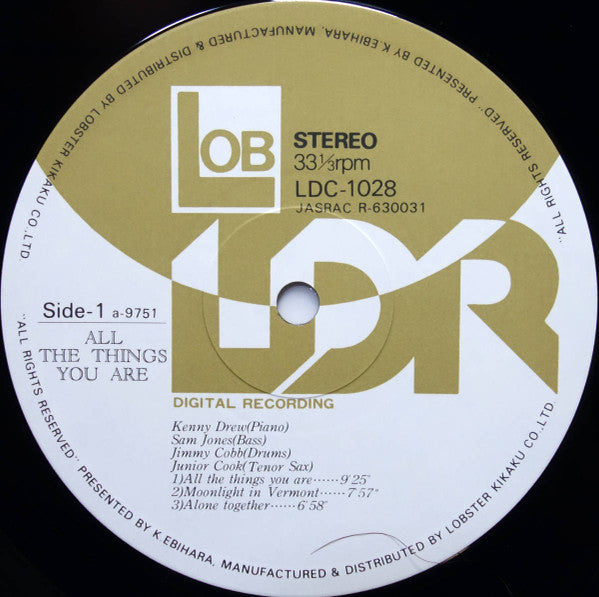 LOB
STEREO
33⅓rpm
LDC-1028
JASRAC R-630031
LDR
Side-1 a-9751
ALL
THE THINGS
YOU ARE
DIGITAL RECORDING
Kenny Drew(Piano)
Sam Jones(Bass)
Jimmy Cobb(Drums)
Junior Cook(Tenor Sax)
1)All the things you are······9′25″
2)Moonlight in Vermont······7′57″
3)Alone together······6′58″
"ALL RIGHTS RESERVED" PRESENTED BY K.EBIHARA, MANUFACTURED & DISTRIBUTED BY LOBSTER KIKAKU CO.,LTD.
"ALL RIGHTS RESERVED" PRESENTED BY K.EBIHARA, MANUFACTURED & DISTRIBUTED BY LOBSTER KIKAKU CO.,LTD.